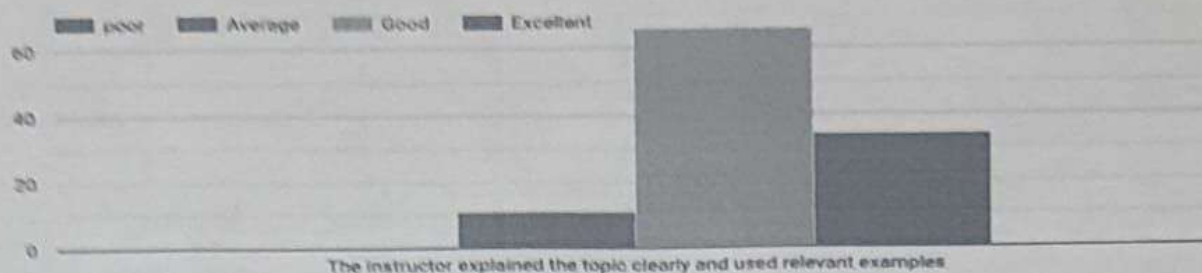 poor Average Good Excellent
60
40
20
0
The instructor explained the topic clearly and used relevant examples